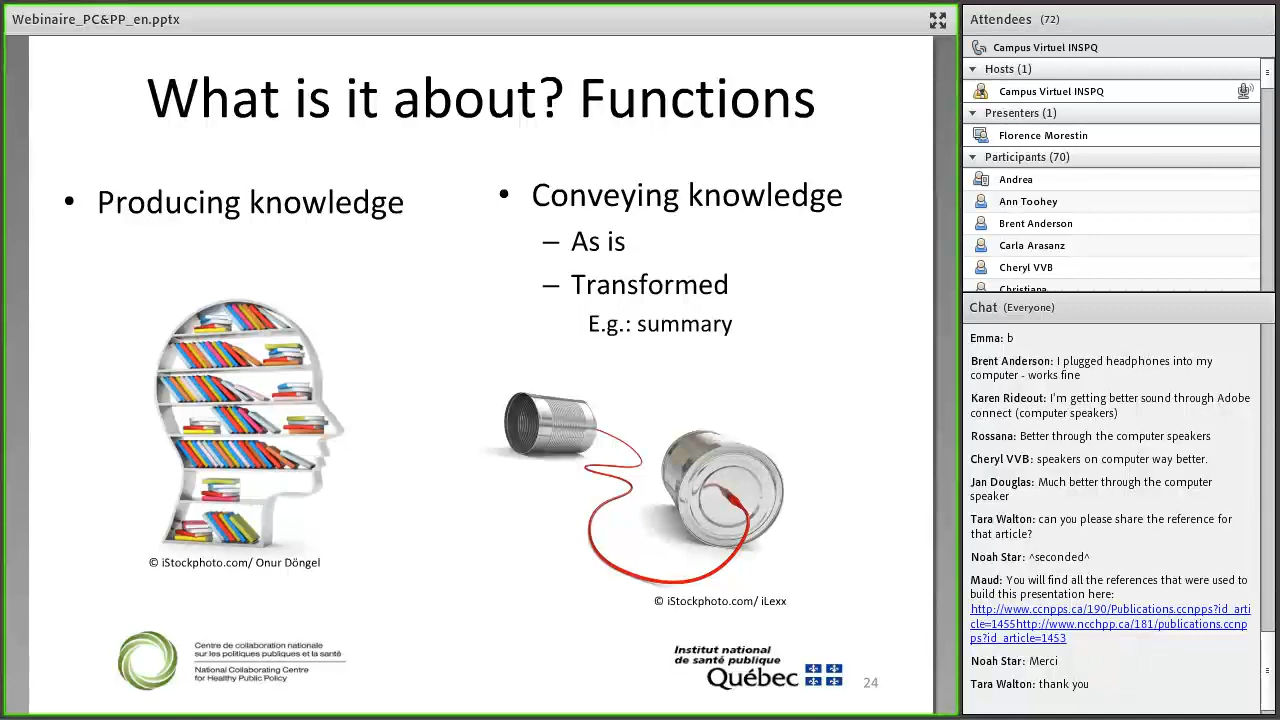 Webinaire_PC&PP_en.pptx
What is it about? Functions
• Producing knowledge
© iStockphoto.com/ Onur Döngel
• Conveying knowledge
– As is
– Transformed
E.g.: summary
© iStockphoto.com/ iLexx
Centre de collaboration nationale
sur les politiques publiques et la santé
National Collaborating Centre
for Healthy Public Policy
Institut national
de santé publique
Québec
24
Attendees (72)
Campus Virtuel INSPQ
Hosts (1)
Campus Virtuel INSPQ
Presenters (1)
Florence Morestin
Participants (70)
Andrea
Ann Toohey
Brent Anderson
Carla Arasanz
Cheryl VVB
Christiana
Chat (Everyone)
Emma: b
Brent Anderson: I plugged headphones into my
computer - works fine
Karen Rideout: I'm getting better sound through Adobe
connect (computer speakers)
Rossana: Better through the computer speakers
Cheryl VVB: speakers on computer way better.
Jan Douglas: Much better through the computer
speaker
Tara Walton: can you please share the reference for
that article?
Noah Star: ^seconded^
Maud: You will find all the references that were used to
build this presentation here:
http://www.ccnpps.ca/190/Publications.ccnpps?id_arti
cle=1455http://www.ncchpp.ca/181/publications.ccnp
ps?id_article=1453
Noah Star: Merci
Tara Walton: thank you